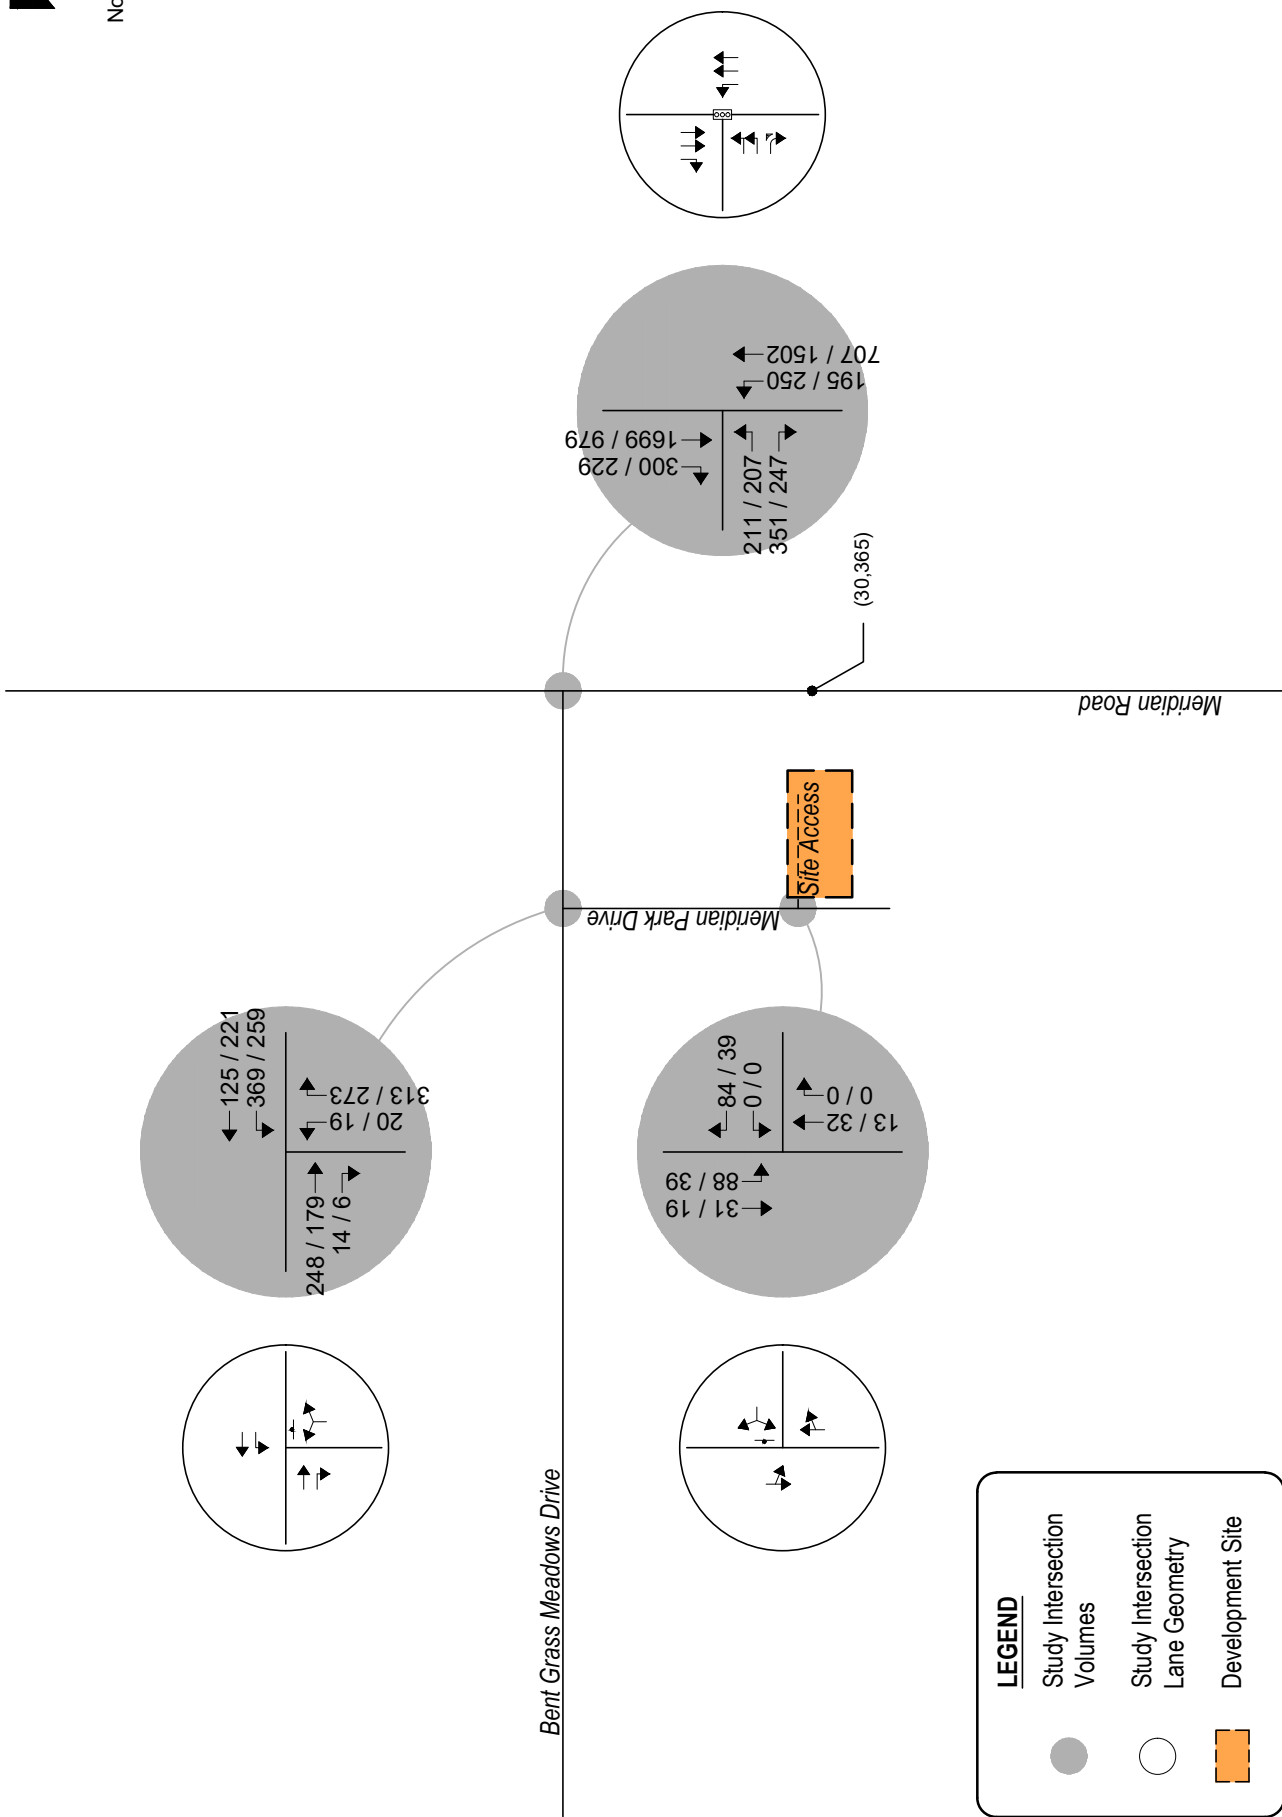 No
707 / 1502
195 / 250
1699 / 979
300 / 229
211 / 207
351 / 247
(30,365)
Meridian Road
Site Access
Meridian Park Drive
125 / 221
369 / 259
313 / 273
20 / 19
248 / 179
14 / 6
84 / 39
0 / 0
0 / 0
13 / 32
88 / 39
31 / 19
Bent Grass Meadows Drive
LEGEND
Study Intersection
Volumes
Study Intersection
Lane Geometry
Development Site